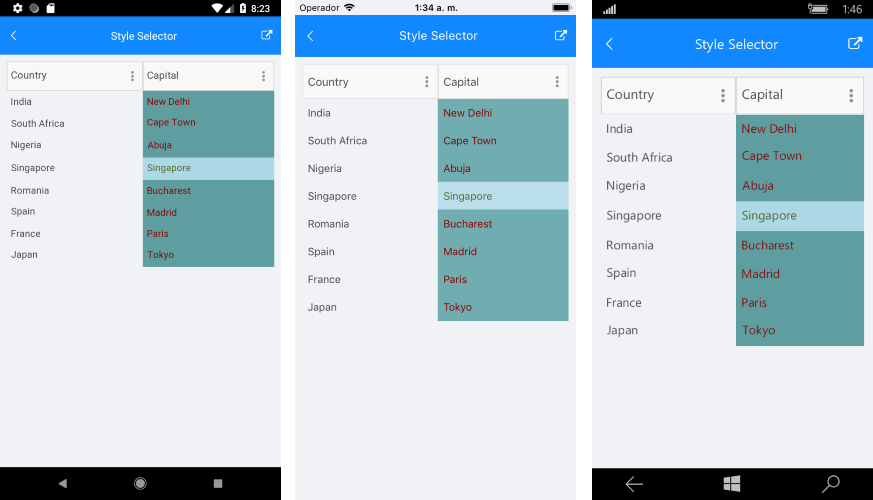 8:23
Style Selector
Country Capital
India New Delhi
South Africa Cape Town
Nigeria Abuja
Singapore Singapore
Romania Bucharest
Spain Madrid
France Paris
Japan Tokyo
Operador 1:34 a. m.
Style Selector
Country Capital
India New Delhi
South Africa Cape Town
Nigeria Abuja
Singapore Singapore
Romania Bucharest
Spain Madrid
France Paris
Japan Tokyo
1:46
Style Selector
Country Capital
India New Delhi
South Africa Cape Town
Nigeria Abuja
Singapore Singapore
Romania Bucharest
Spain Madrid
France Paris
Japan Tokyo